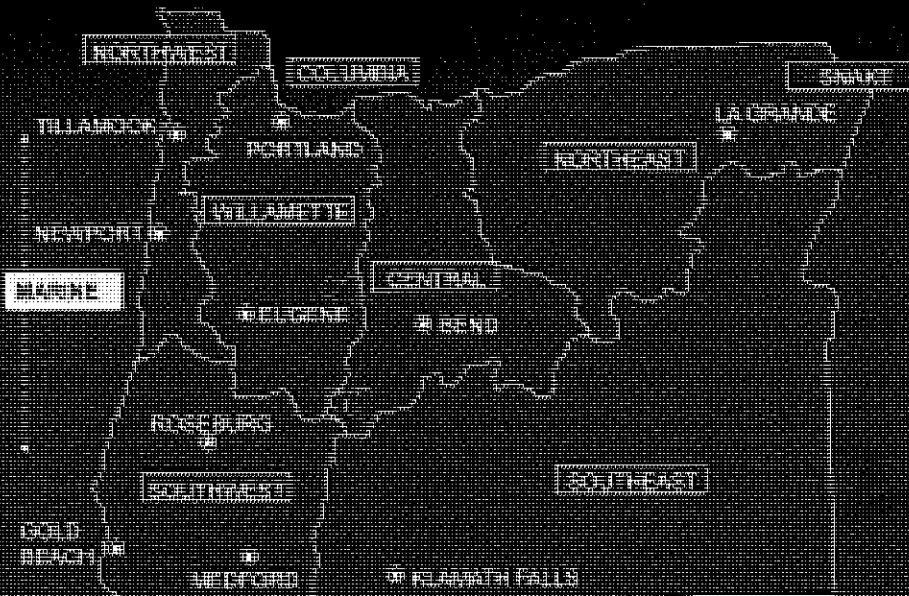 NORTHWEST
COLUMBIA
SNAKE
TILLAMOOK
LA GRANDE
PORTLAND
NORTHEAST
WILLAMETTE
NEWPORT
CENTRAL
MARINE
EUGENE
BEND
ROSEBURG
SOUTHWEST
SOUTHEAST
GOLD
BEACH
MEDFORD
KLAMATH FALLS